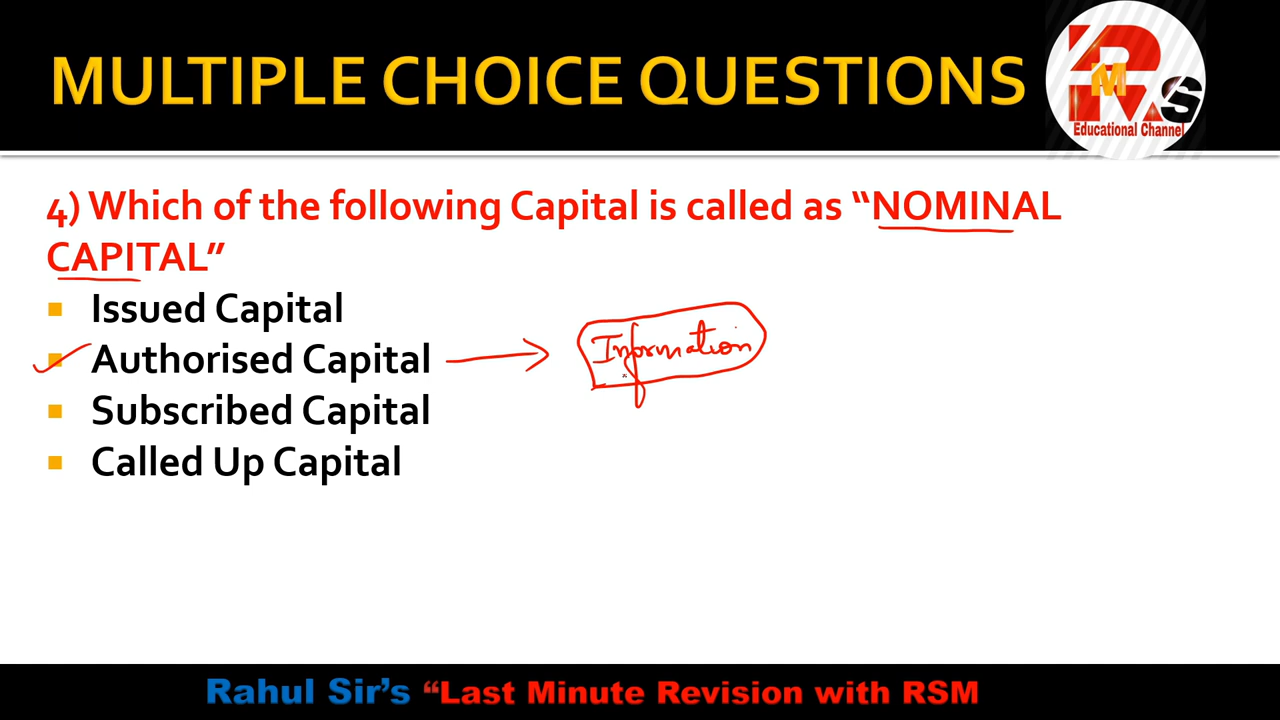 MULTIPLE CHOICE QUESTIONS
RMS
Educational Channel
4) Which of the following Capital is called as “NOMINAL
CAPITAL”
Issued Capital
Authorised Capital
Information
Subscribed Capital
Called Up Capital
Rahul Sir's “Last Minute Revision with RSM